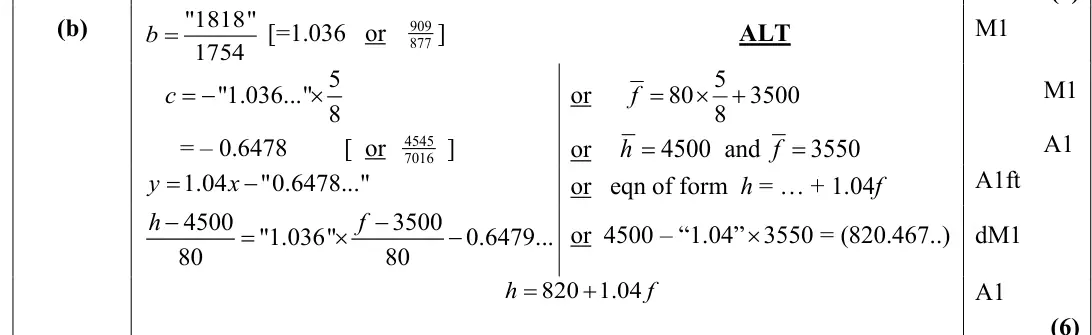 (b) b = "1818"/1754 [=1.036 or 909/877] ALT M1
c = −"1.036..."× 5/8 or f̅ = 80× 5/8 +3500 M1
= – 0.6478 [ or 4545/7016 ] or h̅ = 4500 and f̅ = 3550 A1
y = 1.04x −"0.6478..." or eqn of form h = … + 1.04f A1ft
h − 4500/80 = "1.036"× f − 3500/80 − 0.6479... or 4500 – “1.04” ×3550 = (820.467..) dM1
h = 820 + 1.04 f A1
(6)